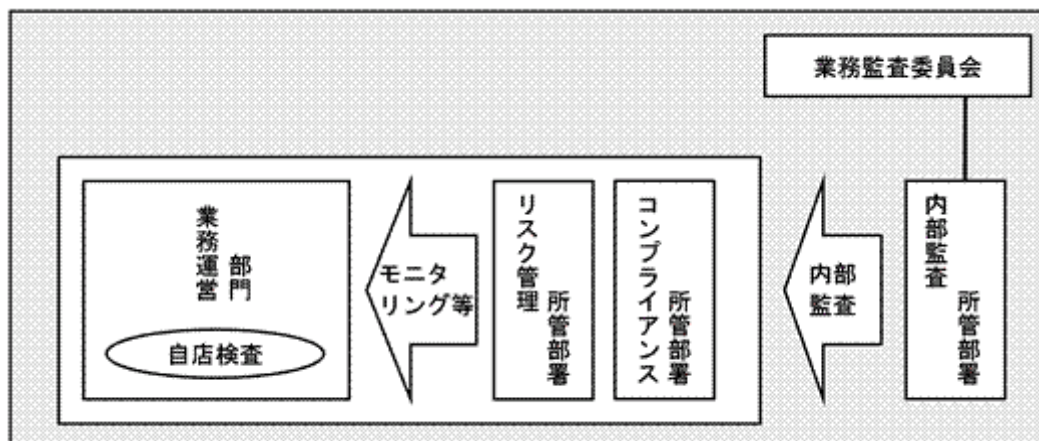 業務監査委員会
業務運営
部門
自店検査
モニタ
リング等
リスク管理
所管部署
コンプライアンス
所管部署
内部
監査
内部監査
所管部署